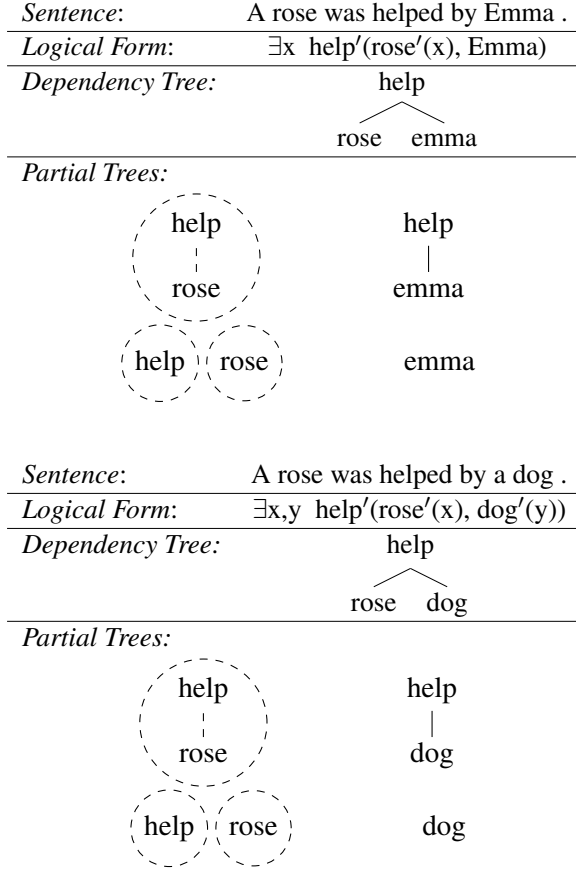 Sentence: A rose was helped by Emma .
Logical Form: ∃x help′(rose′(x), Emma)
Dependency Tree: help
rose emma
Partial Trees:
help help
rose emma
help rose emma
Sentence: A rose was helped by a dog .
Logical Form: ∃x,y help′(rose′(x), dog′(y))
Dependency Tree: help
rose dog
Partial Trees:
help help
rose dog
help rose dog